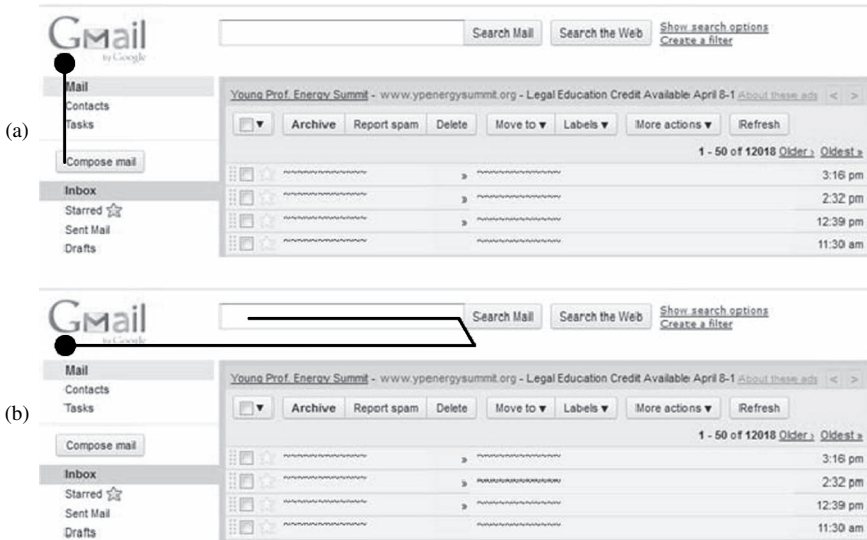 Gmail
by Google
Search Mail Search the Web Show search options
Create a filter
(a)
Mail
Contacts
Tasks
Compose mail
Inbox
Starred
Sent Mail
Drafts
Young Prof. Energy Summit - www.ypenergysummit.org - Legal Education Credit Available April 8-1 About these ads < >
Archive Report spam Delete Move to ▼ Labels ▼ More actions ▼ Refresh
1 - 50 of 12018 Older › Oldest »
» 3:16 pm
» 2:32 pm
» 12:39 pm
11:30 am
Gmail
by Google
Search Mail Search the Web Show search options
Create a filter
(b)
Mail
Contacts
Tasks
Compose mail
Inbox
Starred
Sent Mail
Drafts
Young Prof. Energy Summit - www.ypenergysummit.org - Legal Education Credit Available April 8-1 About these ads < >
Archive Report spam Delete Move to ▼ Labels ▼ More actions ▼ Refresh
1 - 50 of 12018 Older › Oldest »
» 3:16 pm
» 2:32 pm
» 12:39 pm
11:30 am